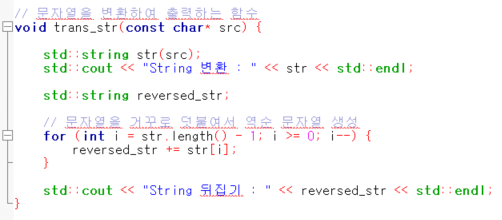 // 문자열을 변환하여 출력하는 함수
void trans_str(const char* src) {
std::string str(src);
std::cout << "String 변환 : " << str << std::endl;
std::string reversed_str;
// 문자열을 거꾸로 덧붙여서 역순 문자열 생성
for (int i = str.length() - 1; i >= 0; i--) {
reversed_str += str[i];
}
std::cout << "String 뒤집기 : " << reversed_str << std::endl;
}